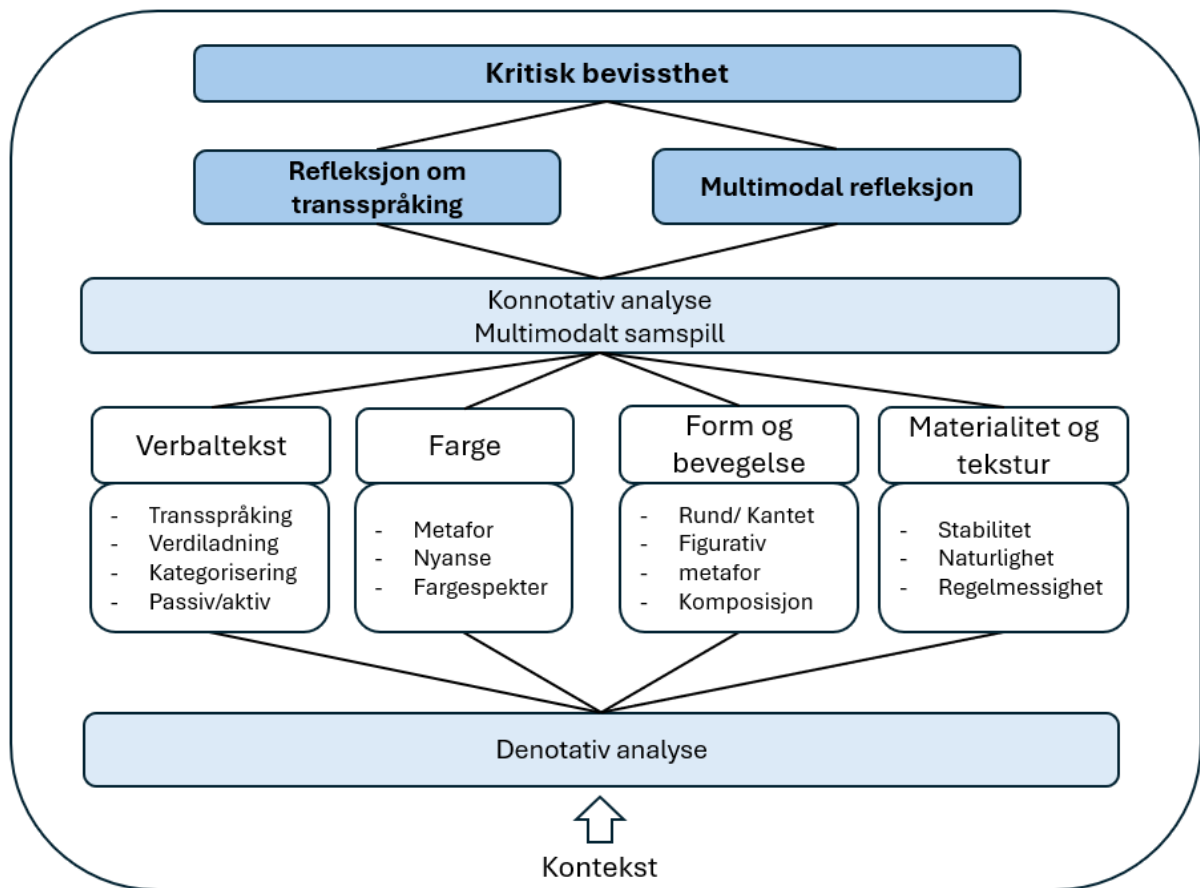 Kritisk bevissthet
Refleksjon om
transspråking
Multimodal refleksjon
Konnotativ analyse
Multimodalt samspill
Verbaltekst
- Transspråking
- Verdiladning
- Kategorisering
- Passiv/aktiv
Farge
- Metafor
- Nyanse
- Fargespekter
Form og
bevegelse
- Rund/ Kantet
- Figurativ
- metafor
- Komposisjon
Materialitet og
tekstur
- Stabilitet
- Naturlighet
- Regelmessighet
Denotativ analyse
Kontekst